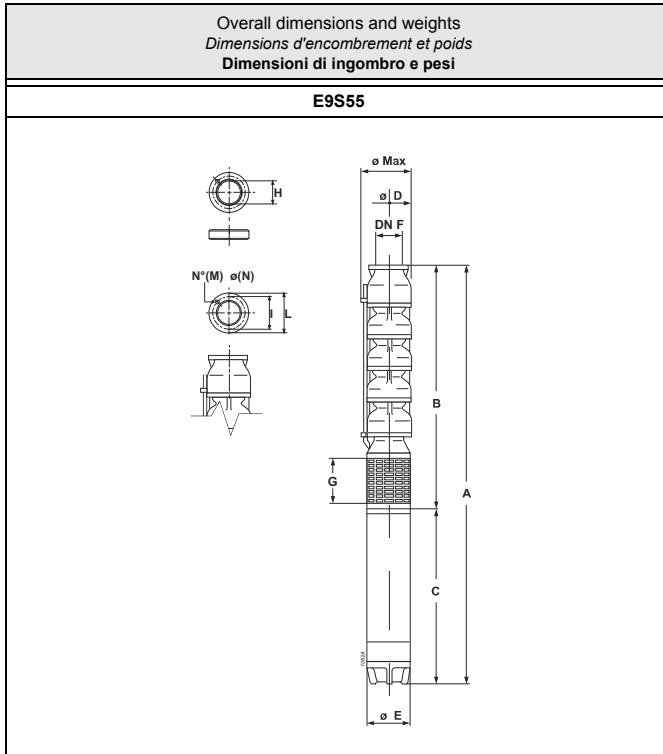 Overall dimensions and weights
Dimensions d'encombrement et poids
Dimensioni di ingombro e pesi
E9S55
ø Max
ø D
DN F
H
N°(M) ø(N)
I
L
B
G
A
C
ø E